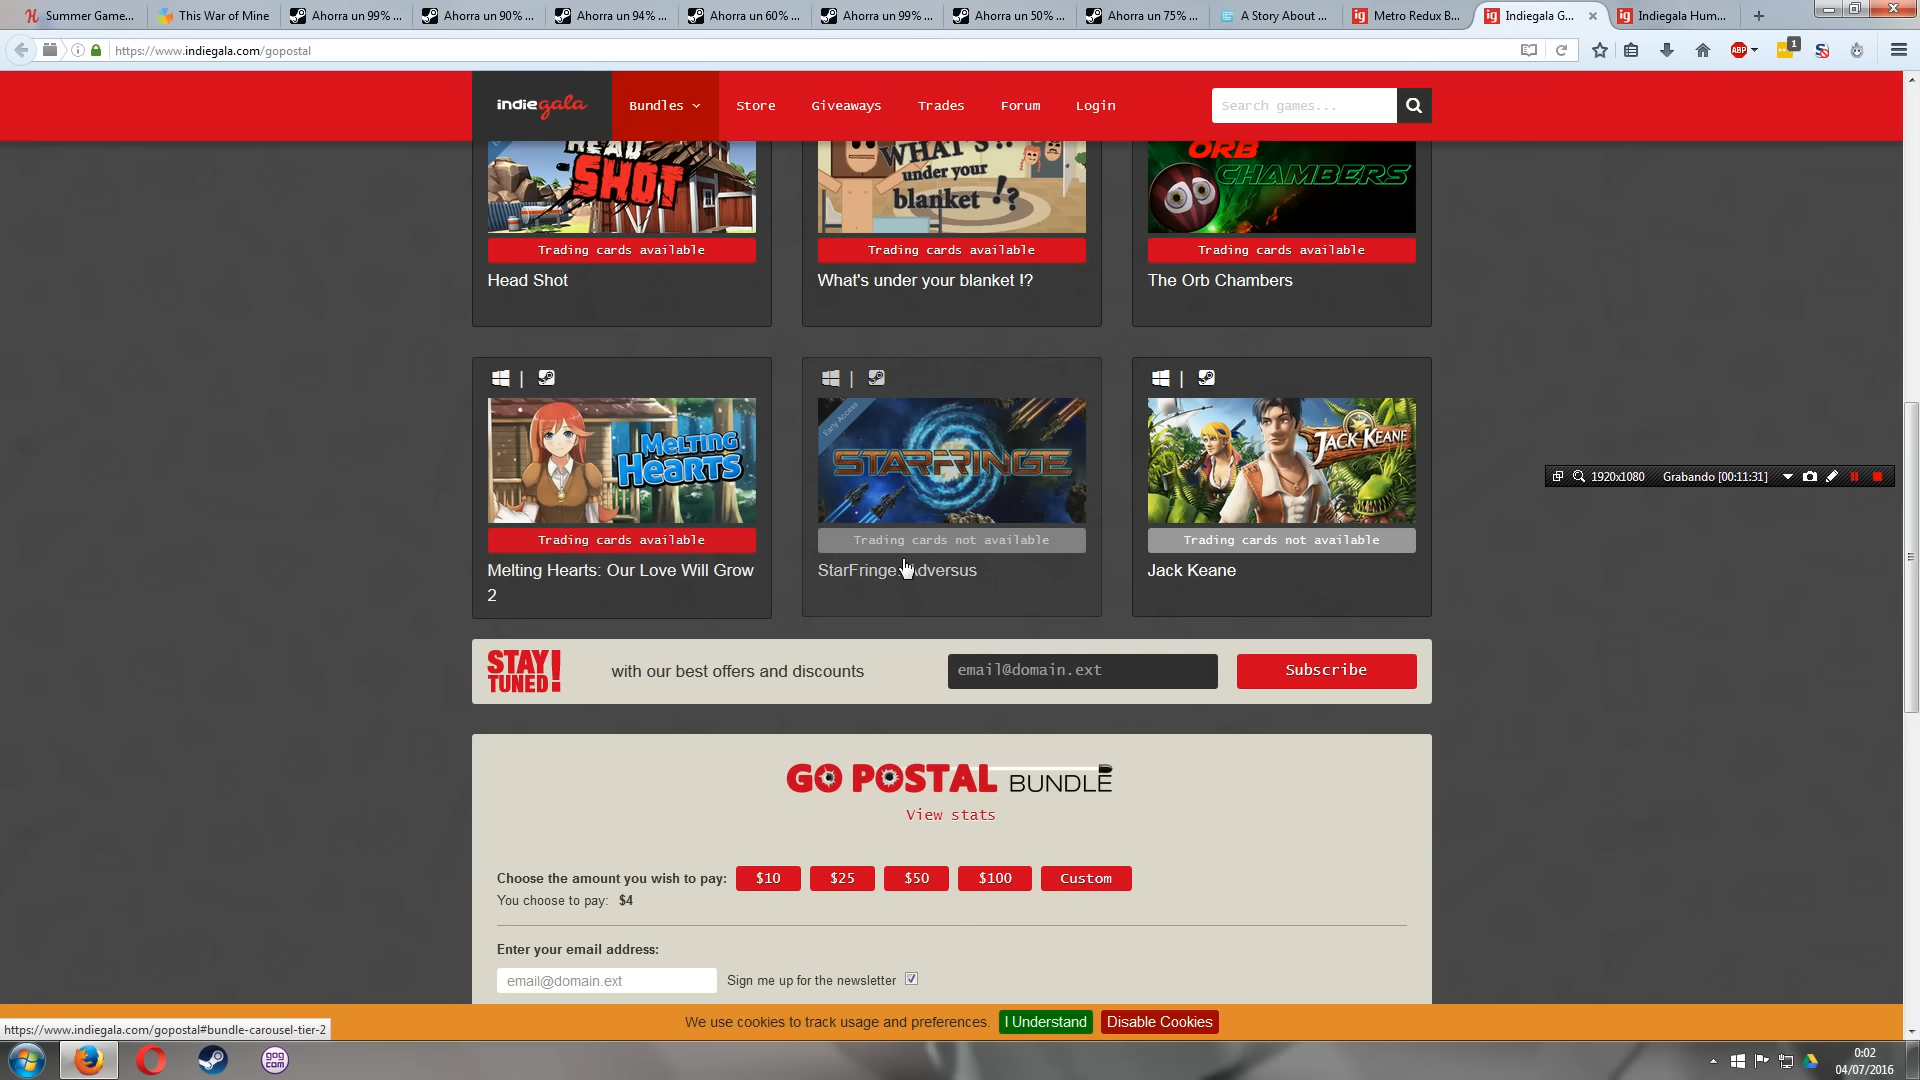 Summer Game...
This War of Mine
Ahorra un 99% ...
Ahorra un 90% ...
Ahorra un 94% ...
Ahorra un 60% ...
Ahorra un 99% ...
Ahorra un 50% ...
Ahorra un 75% ...
A Story About ...
Metro Redux B...
Indiegala G...
Indiegala Hum...
https://www.indiegala.com/gopostal
ABP
1
indiegala
Bundles
Store
Giveaways
Trades
Forum
Login
Search games...
HEAD SHOT
WHAT'S !? under your blanket !?
ORB CHAMBERS
Trading cards available
Trading cards available
Trading cards available
Head Shot
What's under your blanket !?
The Orb Chambers
Melting Hearts
Early Access
STARFRINGE
JACK KEANE
1920x1080
Grabando [00:11:31]
Trading cards available
Trading cards not available
Trading cards not available
Melting Hearts: Our Love Will Grow 
2
StarFringe: Adversus
Jack Keane
STAY TUNED!
with our best offers and discounts
email@domain.ext
Subscribe
GO POSTAL BUNDLE
View stats
Choose the amount you wish to pay:
$10
$25
$50
$100
Custom
You choose to pay: $4
Enter your email address:
email@domain.ext
Sign me up for the newsletter
We use cookies to track usage and preferences.
I Understand
Disable Cookies
https://www.indiegala.com/gopostal#bundle-carousel-tier-2
gog com
0:02
04/07/2016